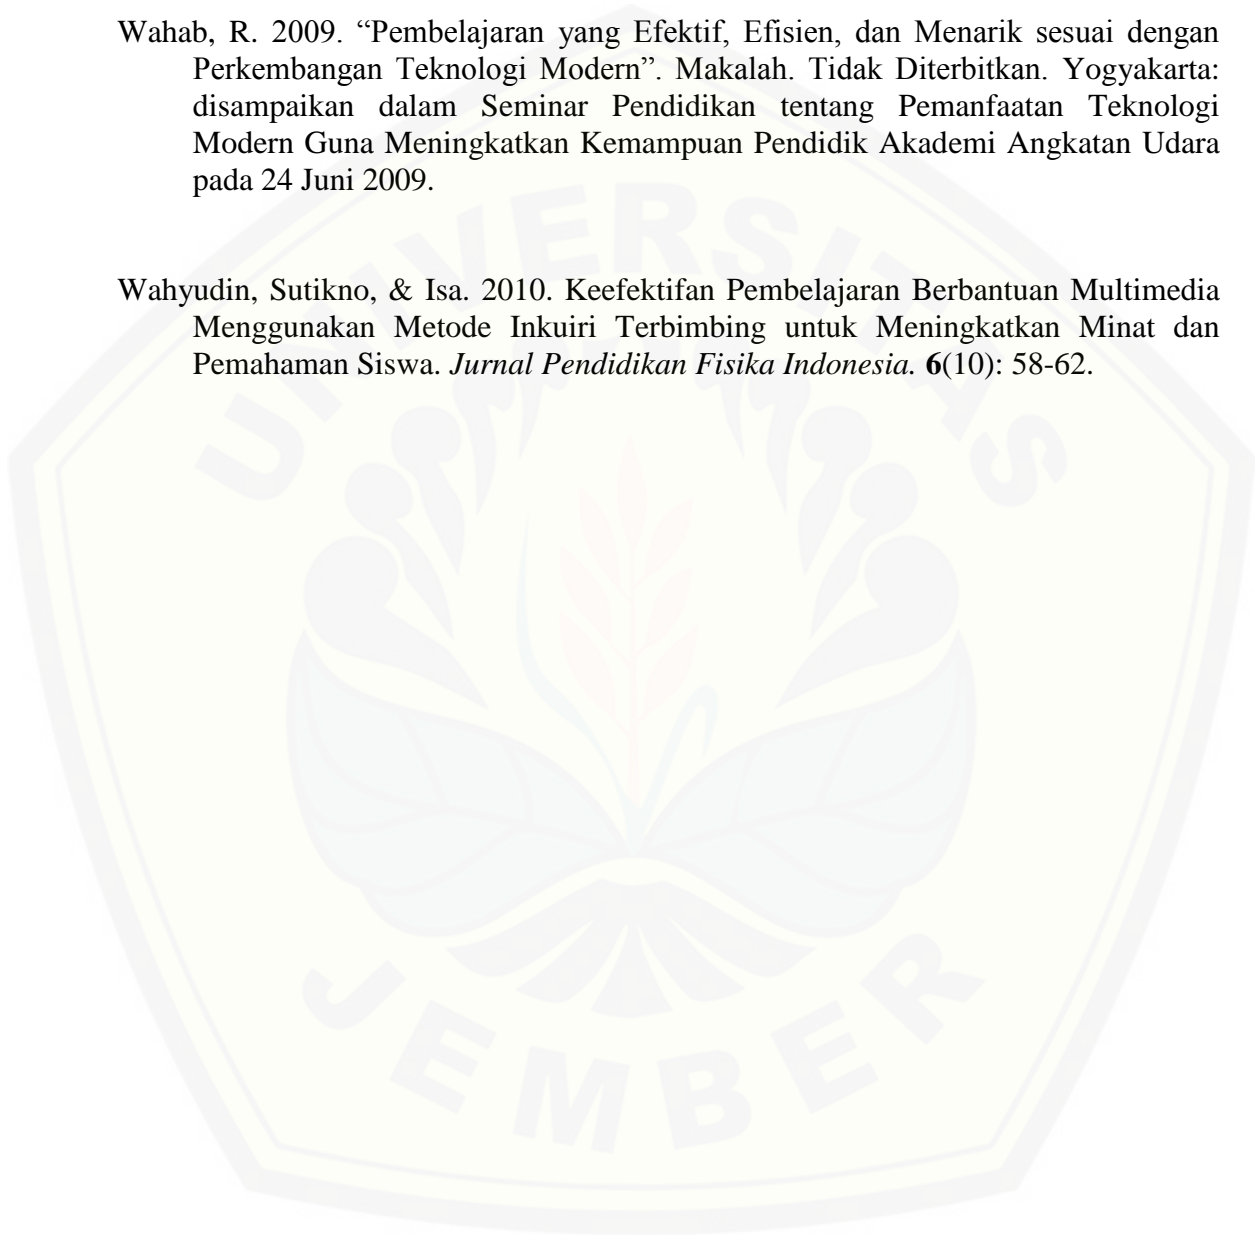 Wahab, R. 2009. “Pembelajaran yang Efektif, Efisien, dan Menarik sesuai dengan
Perkembangan Teknologi Modern”. Makalah. Tidak Diterbitkan. Yogyakarta:
disampaikan dalam Seminar Pendidikan tentang Pemanfaatan Teknologi
Modern Guna Meningkatkan Kemampuan Pendidik Akademi Angkatan Udara
pada 24 Juni 2009.
Wahyudin, Sutikno, & Isa. 2010. Keefektifan Pembelajaran Berbantuan Multimedia
Menggunakan Metode Inkuiri Terbimbing untuk Meningkatkan Minat dan
Pemahaman Siswa. Jurnal Pendidikan Fisika Indonesia. 6(10): 58-62.
UNIVERSITAS
JEMBER